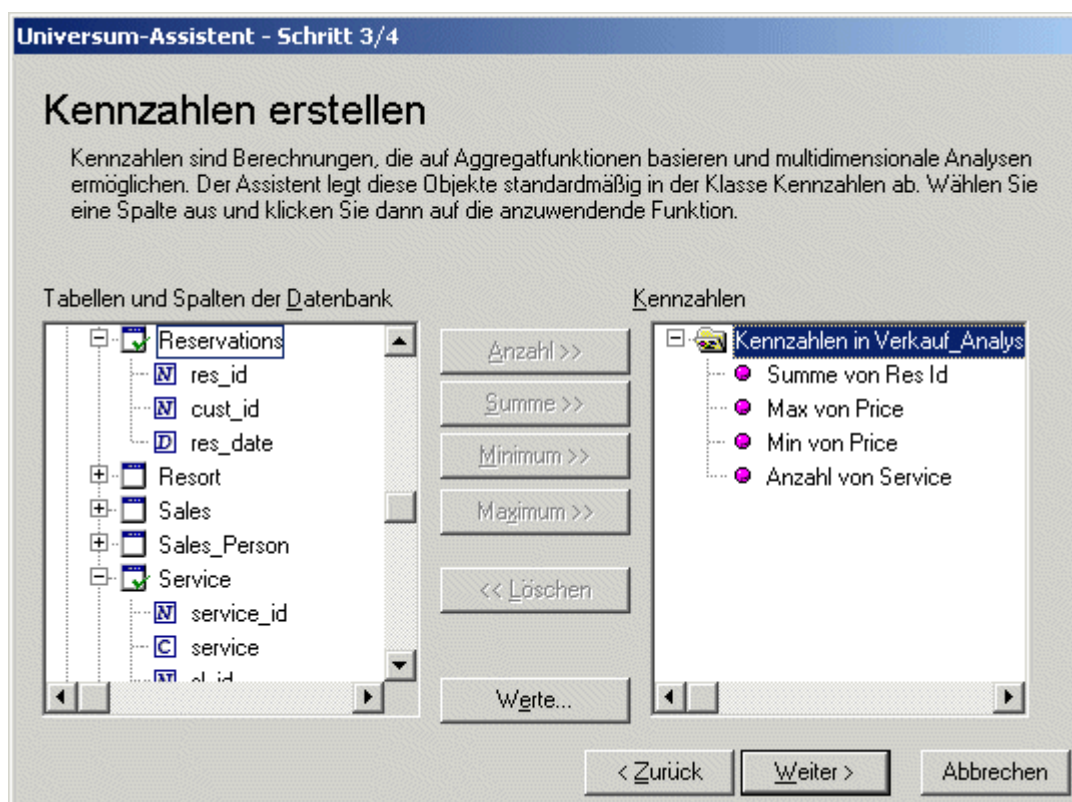 Universum-Assistent - Schritt 3/4
Kennzahlen erstellen
Kennzahlen sind Berechnungen, die auf Aggregatfunktionen basieren und multidimensionale Analysen
ermöglichen. Der Assistent legt diese Objekte standardmäßig in der Klasse Kennzahlen ab. Wählen Sie
eine Spalte aus und klicken Sie dann auf die anzuwendende Funktion.
Tabellen und Spalten der Datenbank
Reservations
N res_id
N cust_id
D res_date
Resort
Sales
Sales_Person
Service
N service_id
C service
N sl_id
Anzahl >>
Summe >>
Minimum >>
Maximum >>
<< Löschen
Werte...
Kennzahlen
Kennzahlen in Verkauf_Analys
Summe von Res Id
Max von Price
Min von Price
Anzahl von Service
< Zurück
Weiter >
Abbrechen